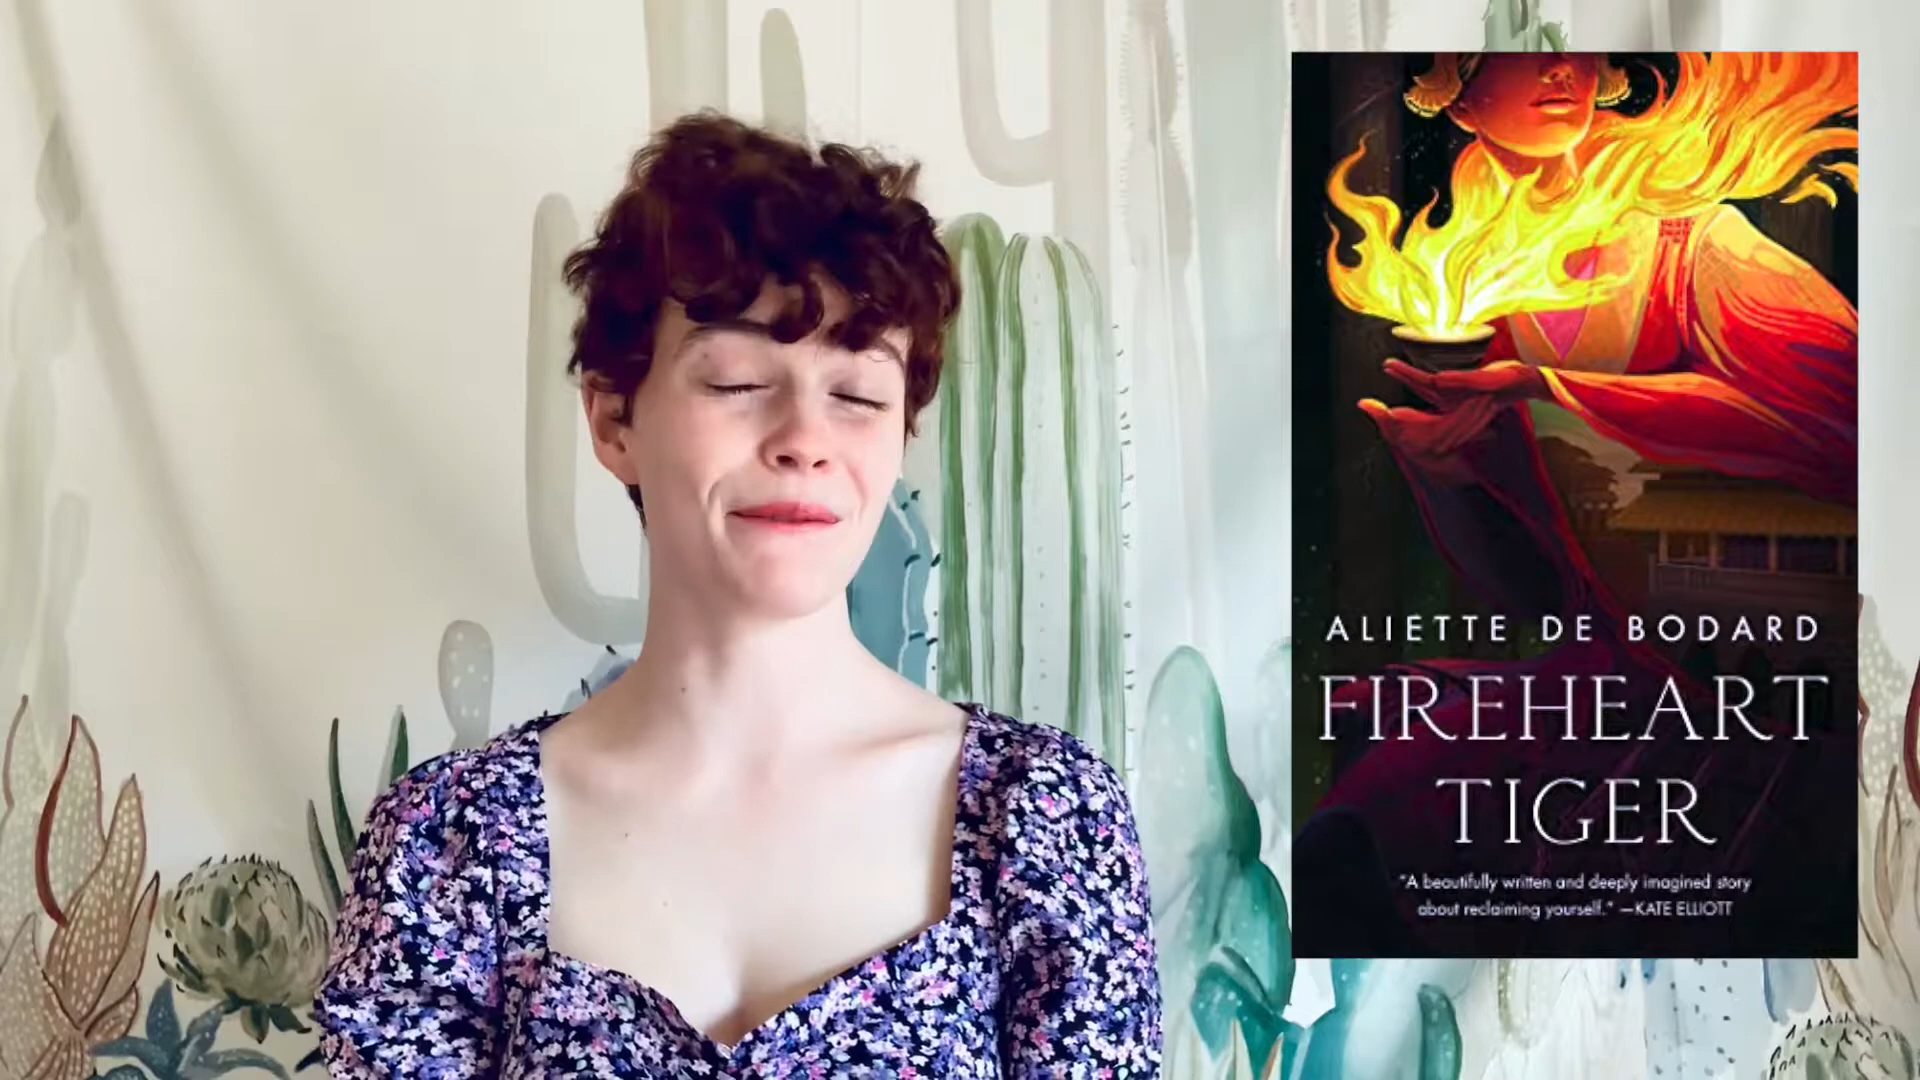 ALIETTE DE BODARD
FIREHEART
TIGER
"A beautifully written and deeply imagined story
about reclaiming yourself." —KATE ELLIOTT